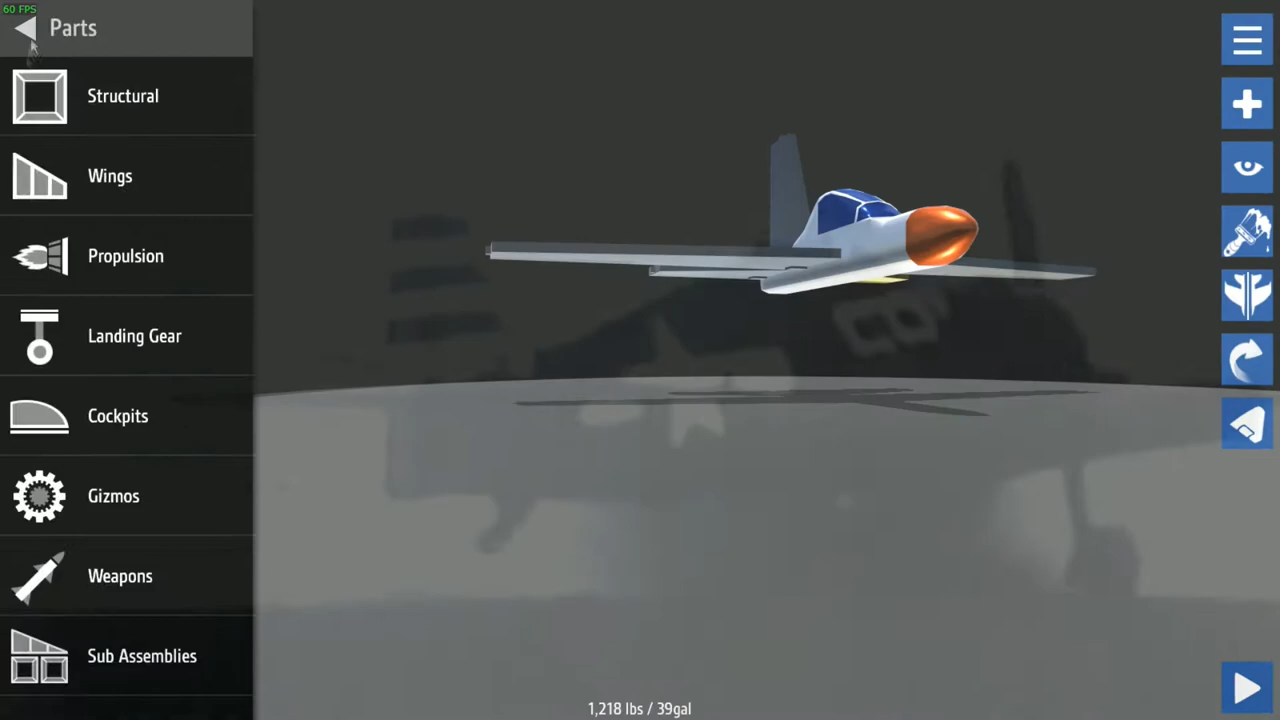 60 FPS
Parts
Structural
Wings
Propulsion
Landing Gear
Cockpits
Gizmos
Weapons
Sub Assemblies
1,218 lbs / 39gal